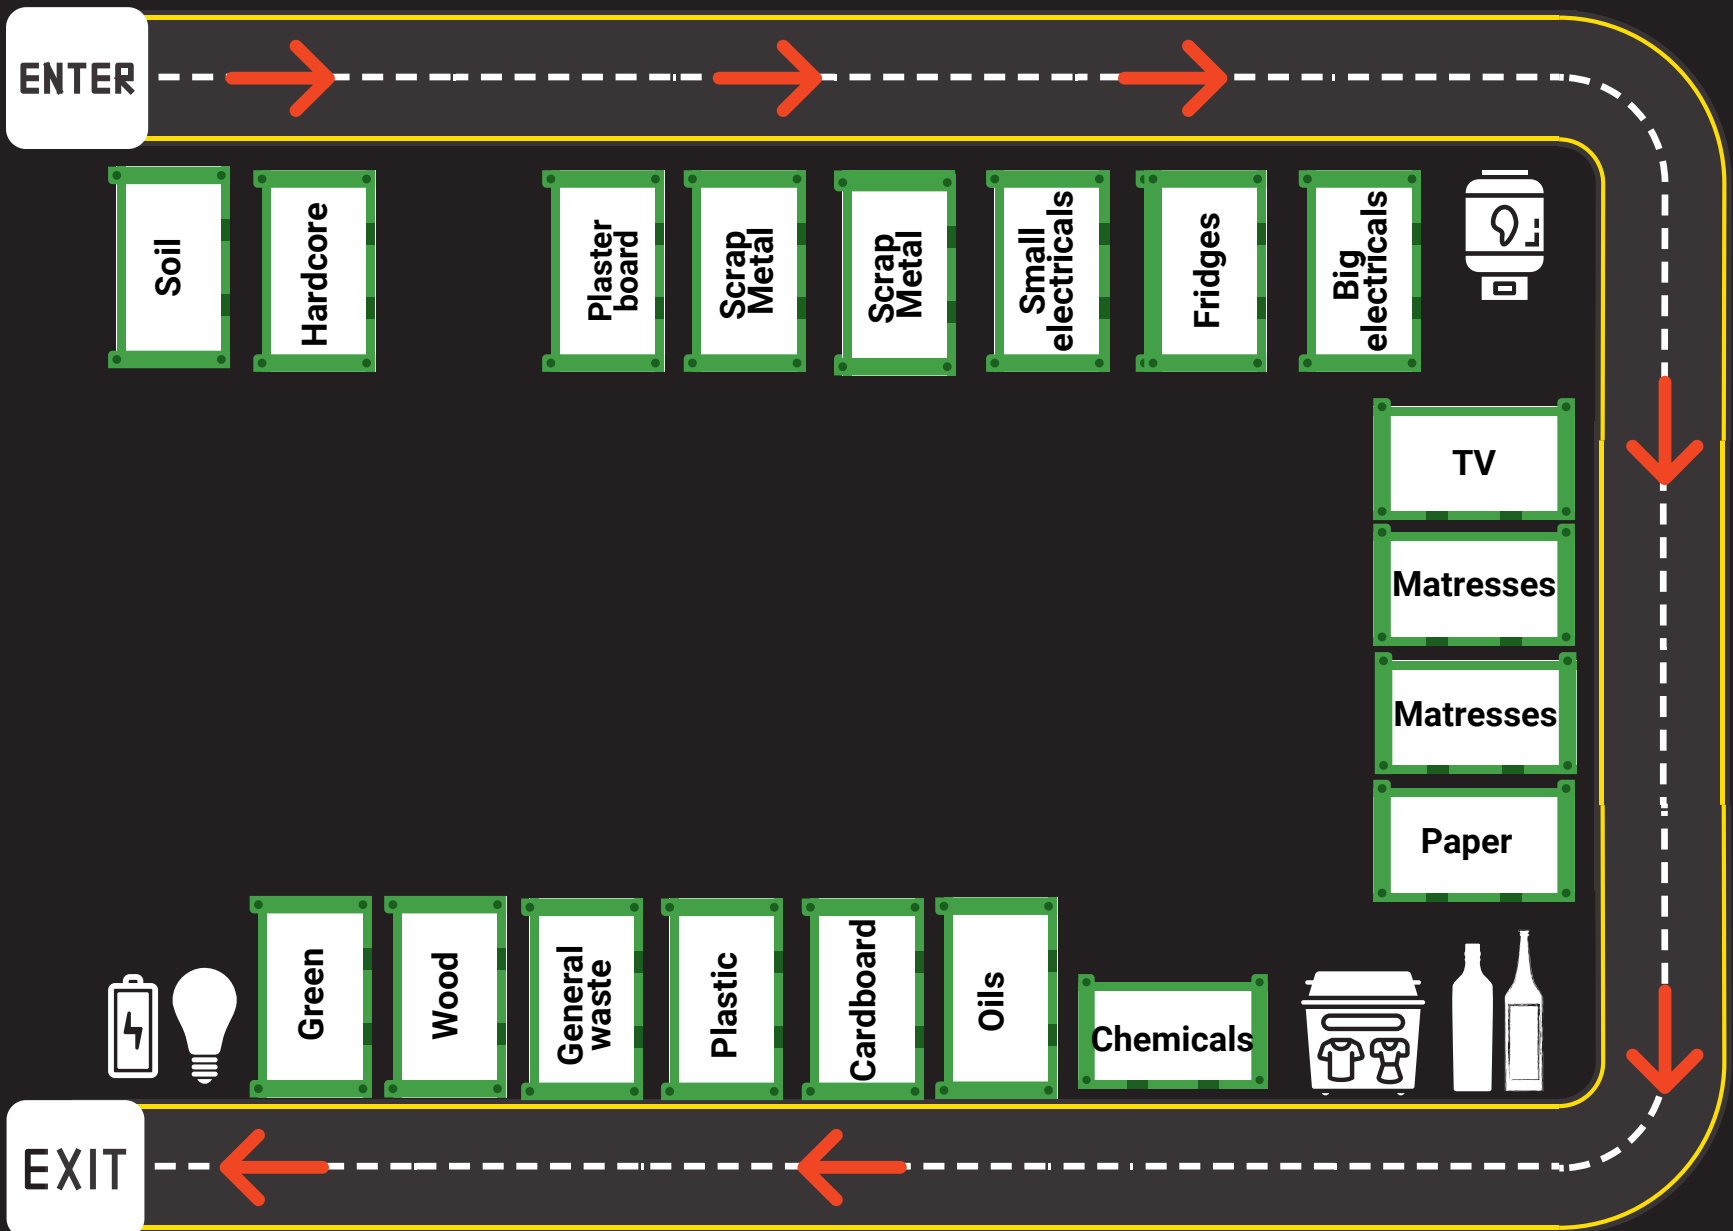 ENTER
Soil
Hardcore
Plaster
board
Scrap
Metal
Scrap
Metal
Small
electricals
Fridges
Big
electricals
TV
Matresses
Matresses
Paper
Green
Wood
General
waste
Plastic
Cardboard
Oils
Chemicals
EXIT